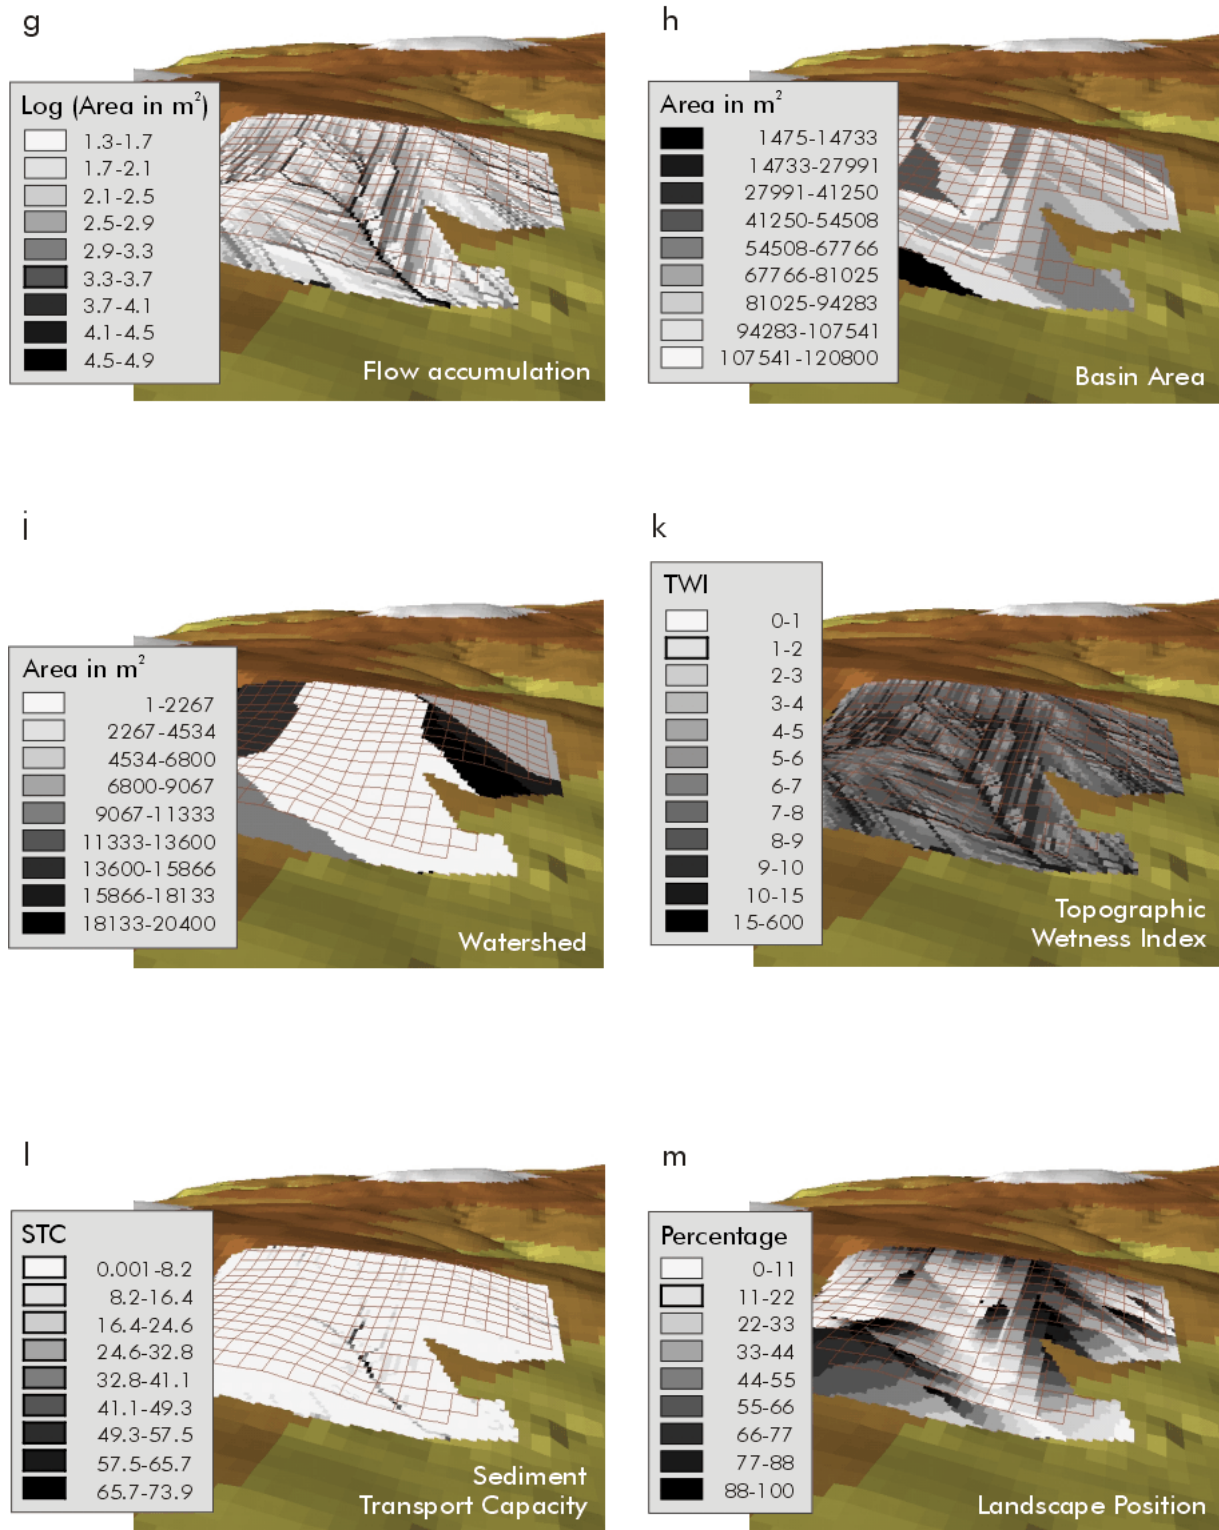 g
Log (Area in m²)
1.3-1.7
1.7-2.1
2.1-2.5
2.5-2.9
2.9-3.3
3.3-3.7
3.7-4.1
4.1-4.5
4.5-4.9
Flow accumulation
h
Area in m²
1475-14733
14733-27991
27991-41250
41250-54508
54508-67766
67766-81025
81025-94283
94283-107541
107541-120800
Basin Area
j
Area in m²
1-2267
2267-4534
4534-6800
6800-9067
9067-11333
11333-13600
13600-15866
15866-18133
18133-20400
Watershed
k
TWI
0-1
1-2
2-3
3-4
4-5
5-6
6-7
7-8
8-9
9-10
10-15
15-600
Topographic
Wetness Index
l
STC
0.001-8.2
8.2-16.4
16.4-24.6
24.6-32.8
32.8-41.1
41.1-49.3
49.3-57.5
57.5-65.7
65.7-73.9
Sediment
Transport Capacity
m
Percentage
0-11
11-22
22-33
33-44
44-55
55-66
66-77
77-88
88-100
Landscape Position